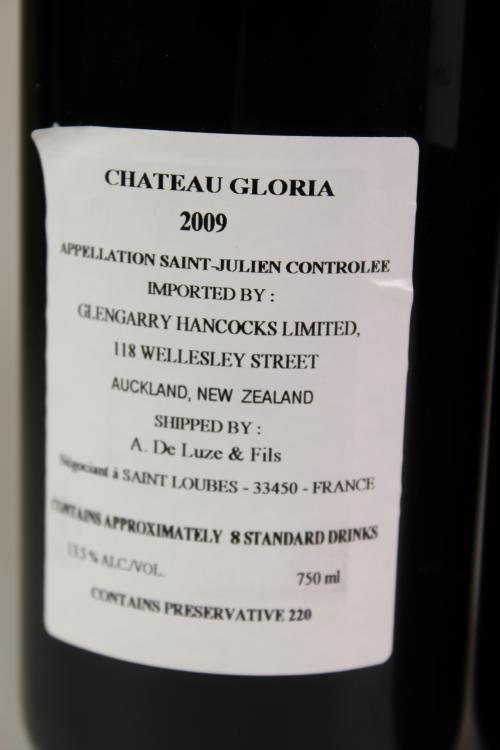 CHATEAU GLORIA
2009
APPELLATION SAINT-JULIEN CONTROLEE
IMPORTED BY :
GLENGARRY HANCOCKS LIMITED,
118 WELLESLEY STREET
AUCKLAND, NEW ZEALAND
SHIPPED BY :
A. De Luze & Fils
Négociant à SAINT LOUBES - 33450 - FRANCE
CONTAINS APPROXIMATELY 8 STANDARD DRINKS
13.5 % ALC/VOL.
750 ml
CONTAINS PRESERVATIVE 220